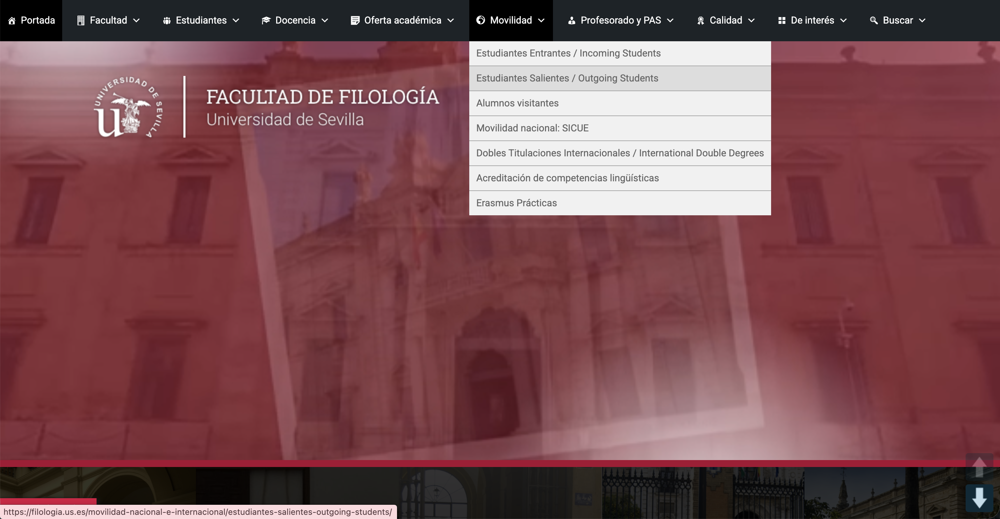 Portada
Facultad
Estudiantes
Docencia
Oferta académica
Movilidad
Profesorado y PAS
Calidad
De interés
Buscar
Estudiantes Entrantes / Incoming Students
Estudiantes Salientes / Outgoing Students
Alumnos visitantes
Movilidad nacional: SICUE
Dobles Titulaciones Internacionales / International Double Degrees
Acreditación de competencias lingüísticas
Erasmus Prácticas
UNIVERSIDAD DE SEVILLA
u
FACULTAD DE FILOLOGÍA
Universidad de Sevilla
https://filologia.us.es/movilidad-nacional-e-internacional/estudiantes-salientes-outgoing-students/